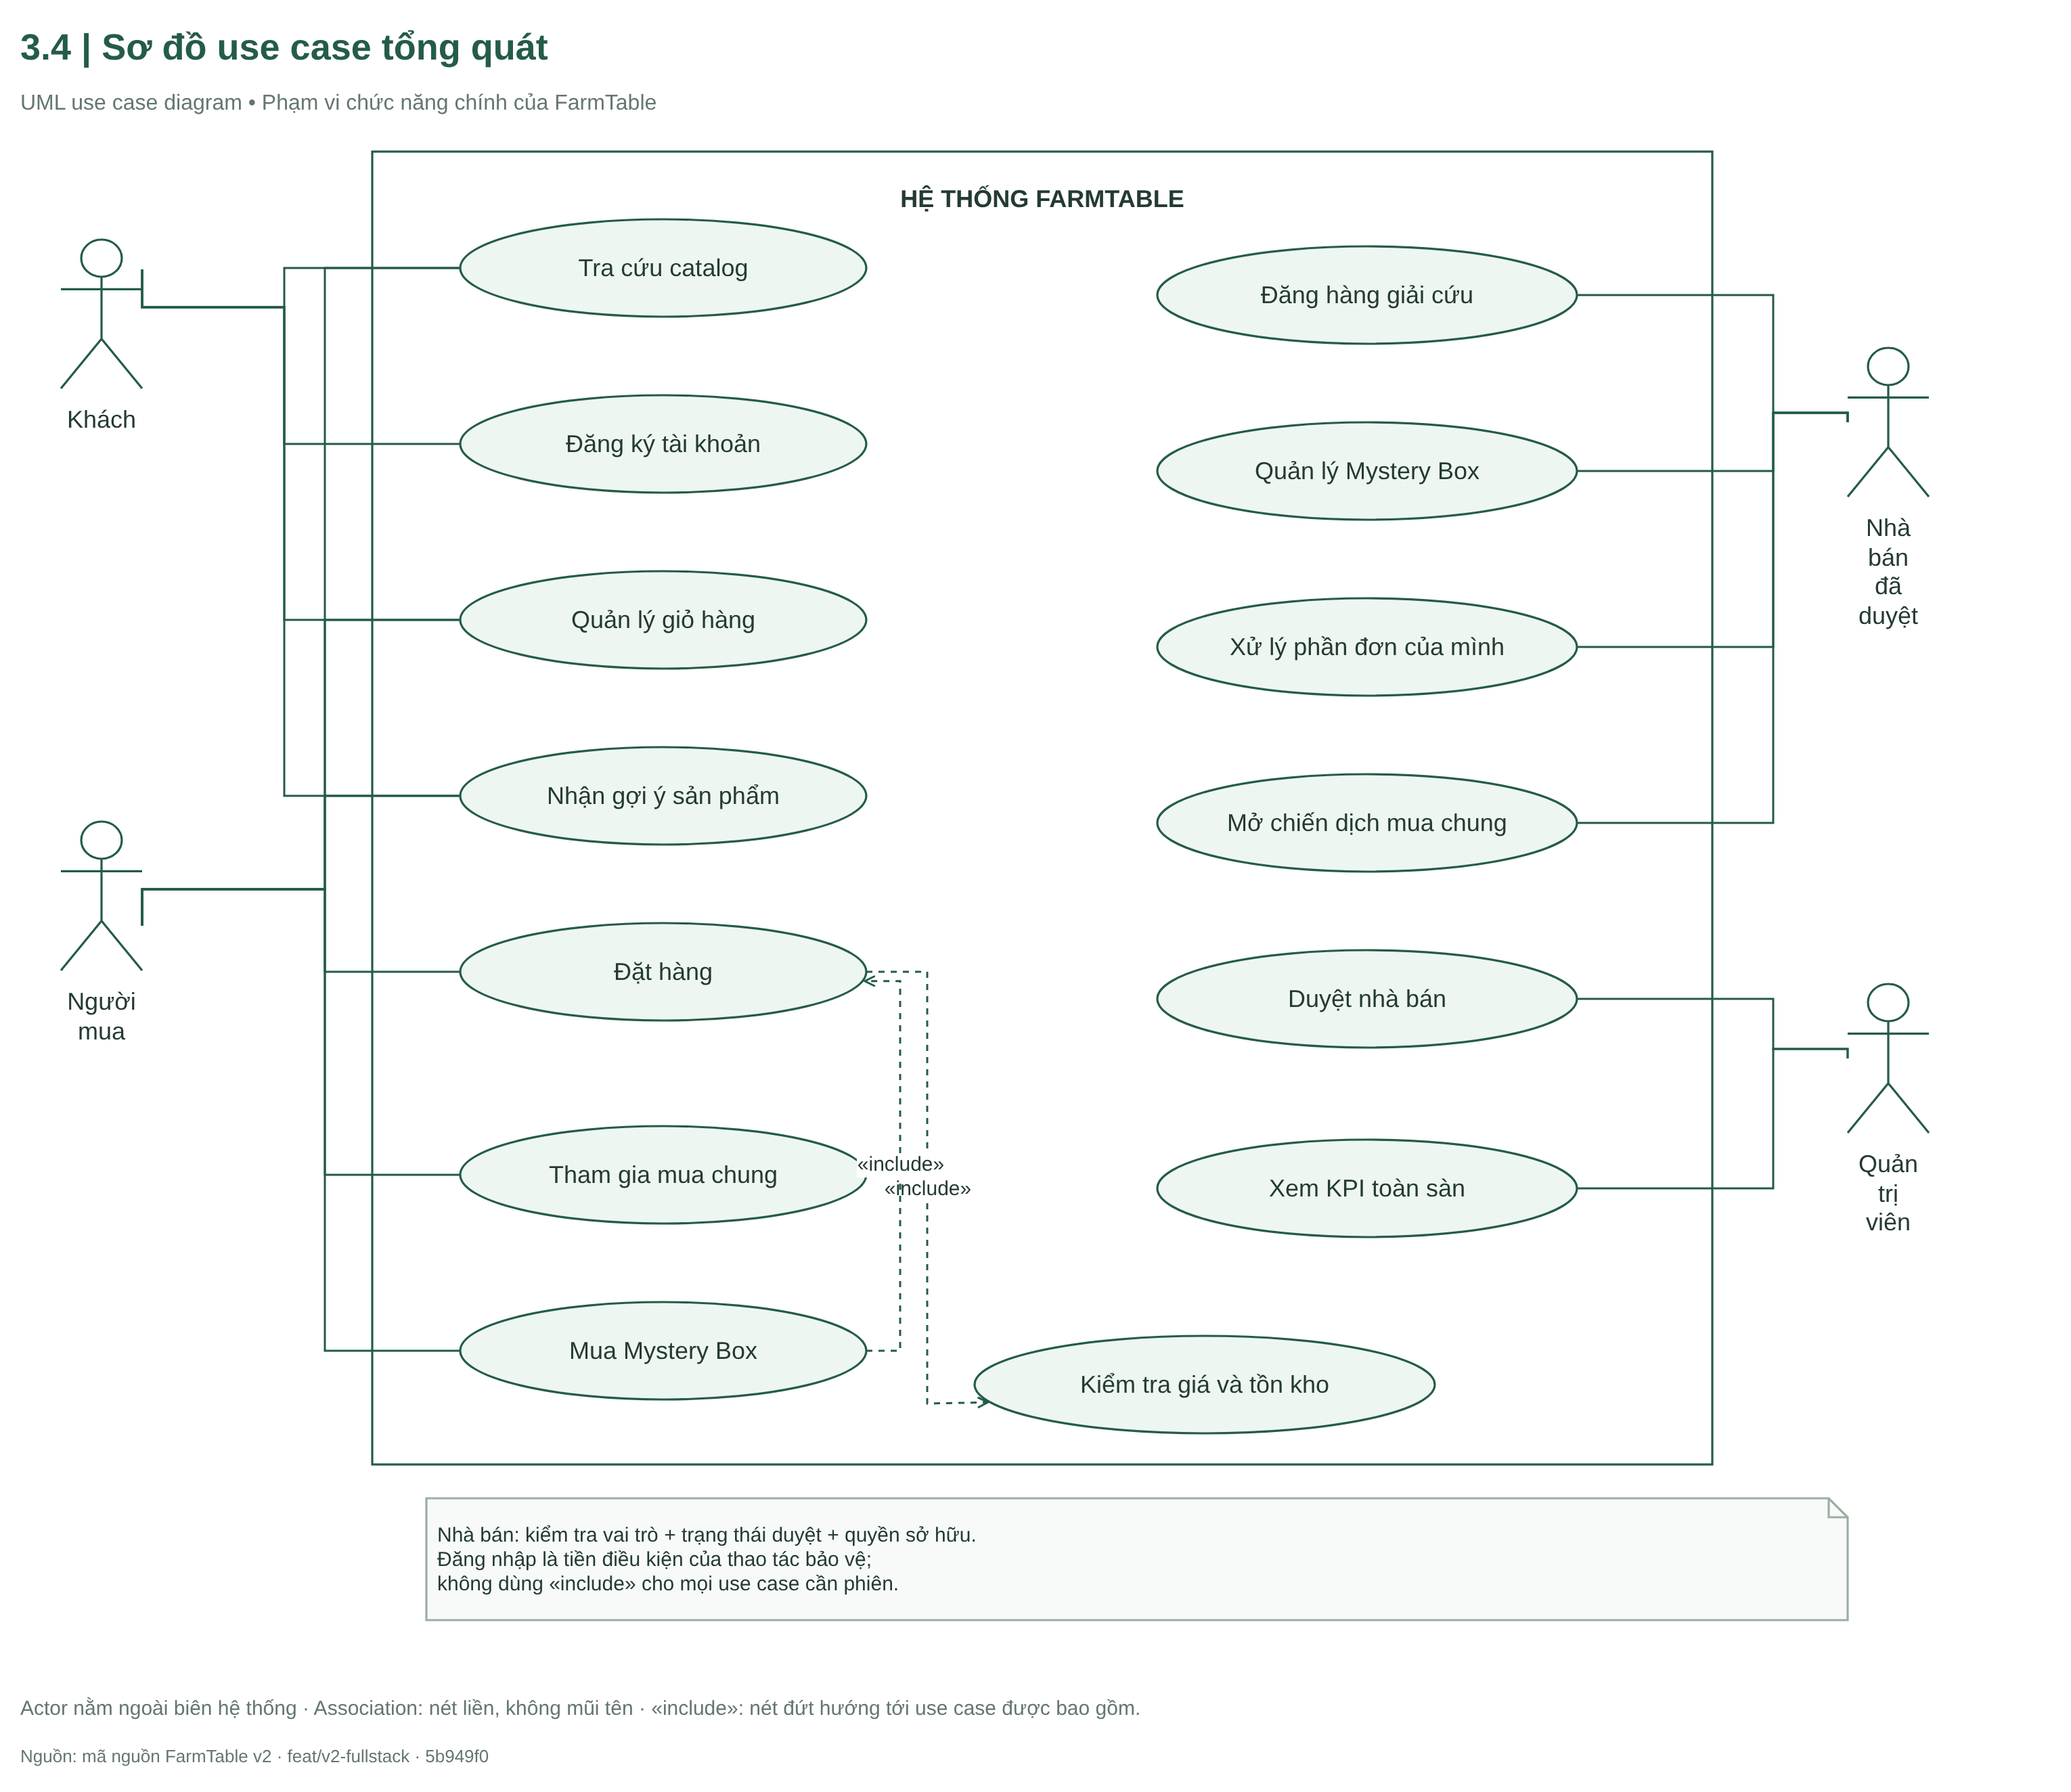 3.4 | Sơ đồ use case tổng quát
UML use case diagram • Phạm vi chức năng chính của FarmTable
HỆ THỐNG FARMTABLE
Khách
Người
mua
Tra cứu catalog
Đăng ký tài khoản
Quản lý giỏ hàng
Nhận gợi ý sản phẩm
Đặt hàng
Tham gia mua chung
Mua Mystery Box
«include»
«include»
Kiểm tra giá và tồn kho
Đăng hàng giải cứu
Quản lý Mystery Box
Xử lý phần đơn của mình
Mở chiến dịch mua chung
Duyệt nhà bán
Xem KPI toàn sàn
Nhà
bán
đã
duyệt
Quản
trị
viên
Nhà bán: kiểm tra vai trò + trạng thái duyệt + quyền sở hữu.
Đăng nhập là tiền điều kiện của thao tác bảo vệ;
không dùng «include» cho mọi use case cần phiên.
Actor nằm ngoài biên hệ thống · Association: nét liền, không mũi tên · «include»: nét đứt hướng tới use case được bao gồm.
Nguồn: mã nguồn FarmTable v2 · feat/v2-fullstack · 5b949f0